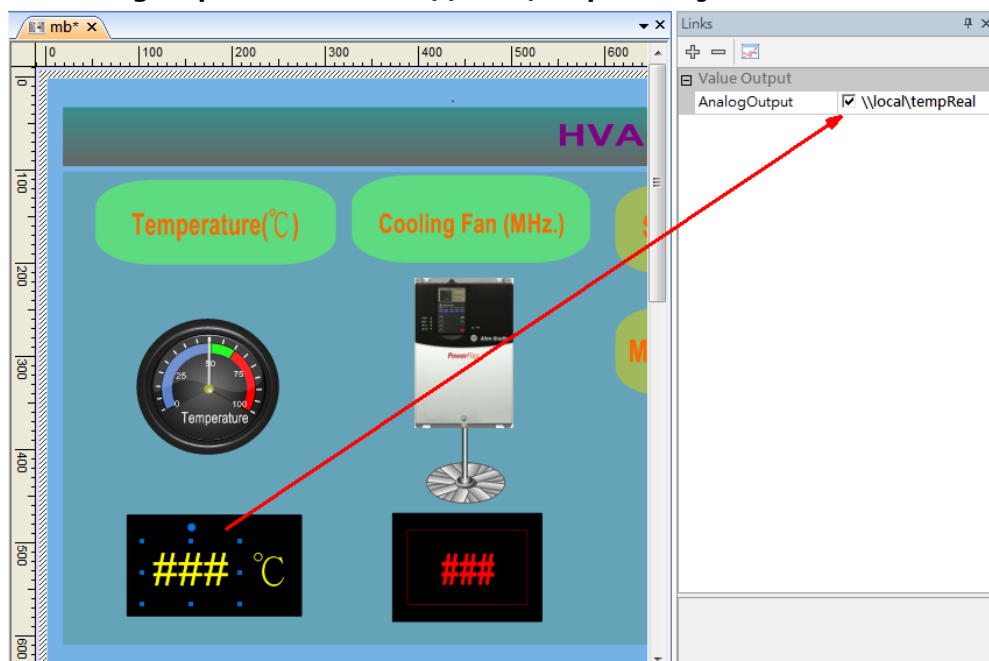 mb*
Links
0 100 200 300 400 500 600
Value Output
AnalogOutput \\local\tempReal
HVA
100
Temperature(℃)
Cooling Fan (MHz.)
S
200
300
PowerFlex
M
25 50 75
0 100
Temperature
400
500
### ℃
###
600